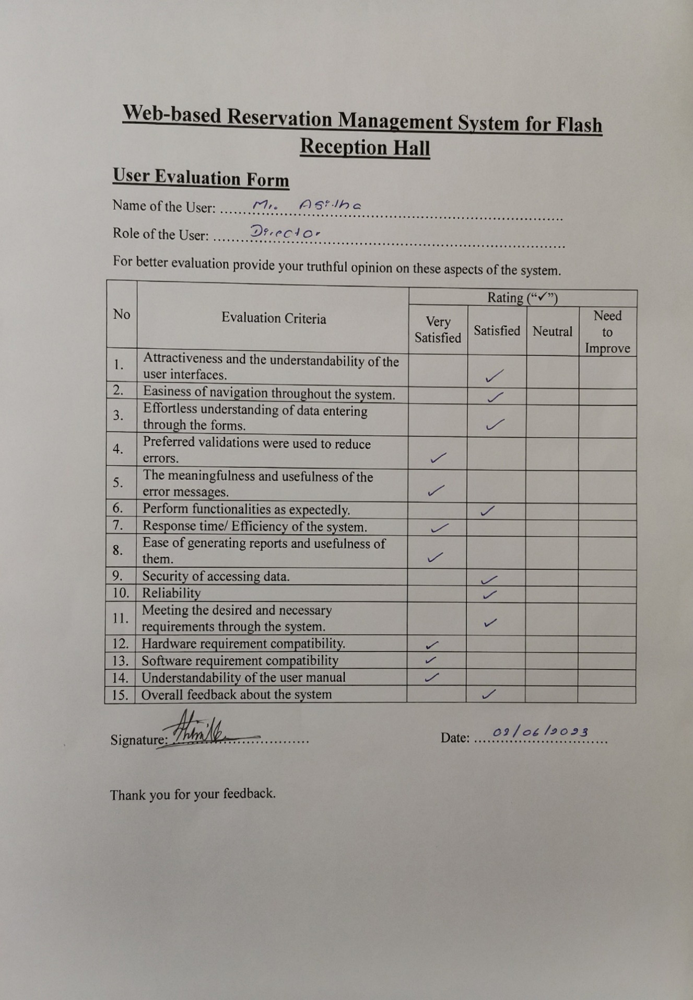 Web-based Reservation Management System for Flash
Reception Hall
User Evaluation Form
Name of the User: Mr. Asitha
Role of the User: Director
For better evaluation provide your truthful opinion on these aspects of the system.
No Evaluation Criteria Rating (“✓”)
Very Satisfied Satisfied Neutral Need to Improve
1. Attractiveness and the understandability of the
user interfaces. ✓
2. Easiness of navigation throughout the system. ✓
3. Effortless understanding of data entering
through the forms. ✓
4. Preferred validations were used to reduce
errors. ✓
5. The meaningfulness and usefulness of the
error messages. ✓
6. Perform functionalities as expectedly. ✓
7. Response time/ Efficiency of the system. ✓
8. Ease of generating reports and usefulness of
them. ✓
9. Security of accessing data. ✓
10. Reliability ✓
11. Meeting the desired and necessary
requirements through the system. ✓
12. Hardware requirement compatibility. ✓
13. Software requirement compatibility ✓
14. Understandability of the user manual ✓
15. Overall feedback about the system ✓
Signature: Date:
Thank you for your feedback.